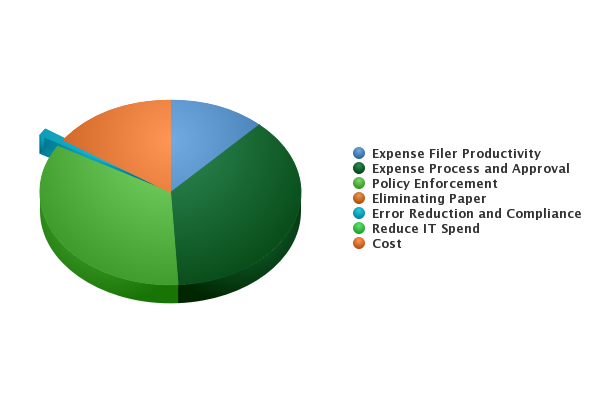 Expense Filer Productivity
Expense Process and Approval
Policy Enforcement
Eliminating Paper
Error Reduction and Compliance
Reduce IT Spend
Cost